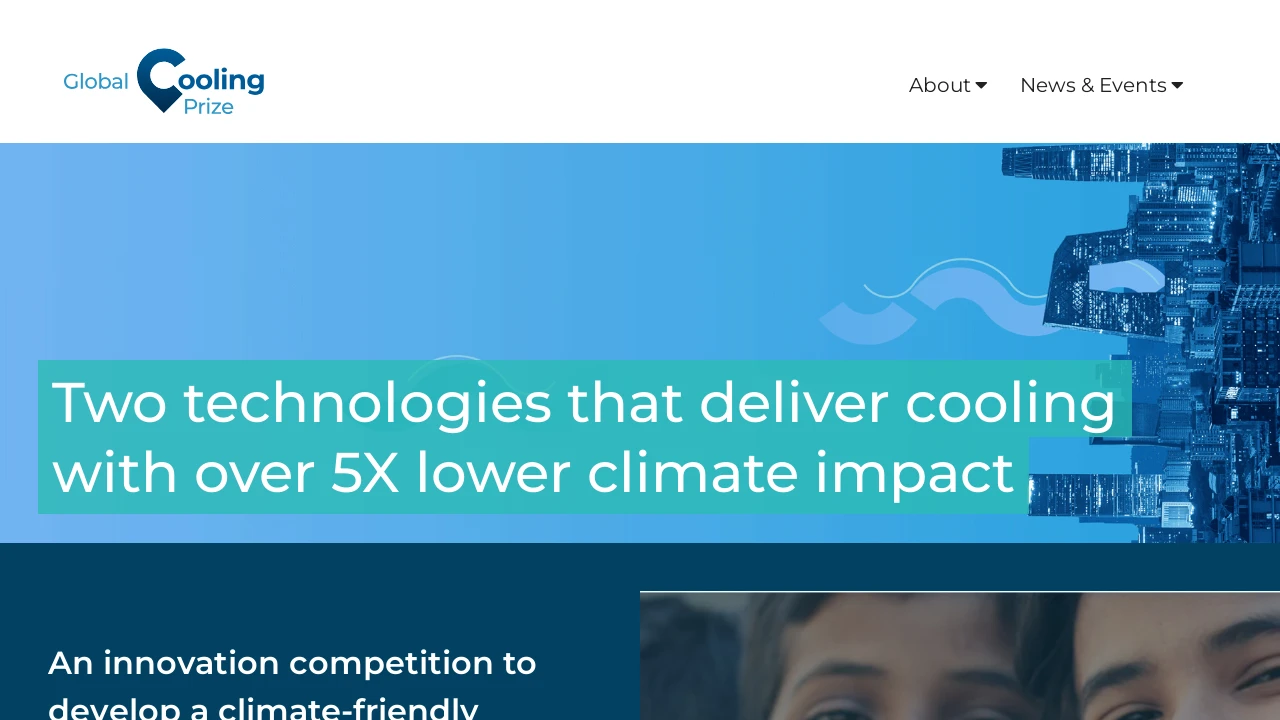 Global Cooling
Prize
About
News & Events
Two technologies that deliver cooling
with over 5X lower climate impact
An innovation competition to
develop a climate-friendly